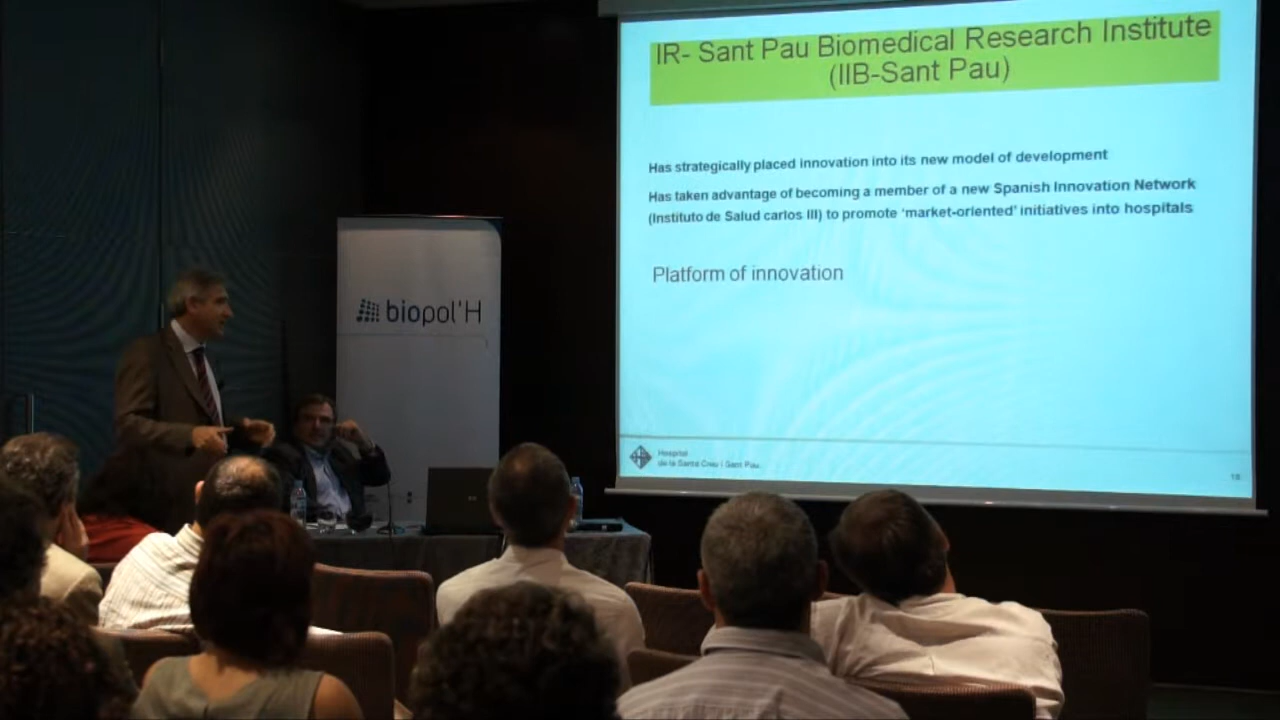 IR- Sant Pau Biomedical Research Institute
(IIB-Sant Pau)
Has strategically placed innovation into its new model of development
Has taken advantage of becoming a member of a new Spanish Innovation Network
(Instituto de Salud carlos III) to promote ‘market-oriented’ initiatives into hospitals
Platform of innovation
Hospital
de la Santa Creu i Sant Pau
biopol'H